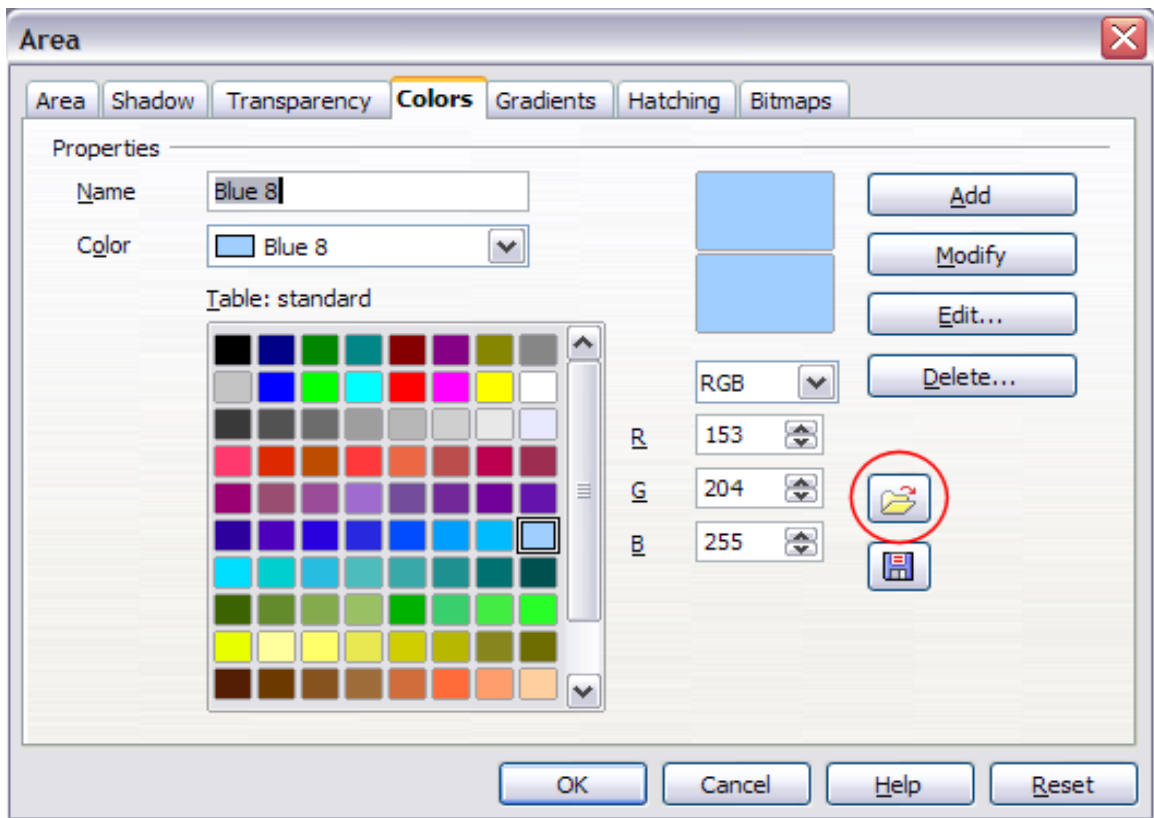 Area
Area Shadow Transparency Colors Gradients Hatching Bitmaps
Properties
Name Blue 8 Add
Color Blue 8 Modify
Table: standard
Edit...
RGB Delete...
R 153
G 204
B 255
OK Cancel Help Reset